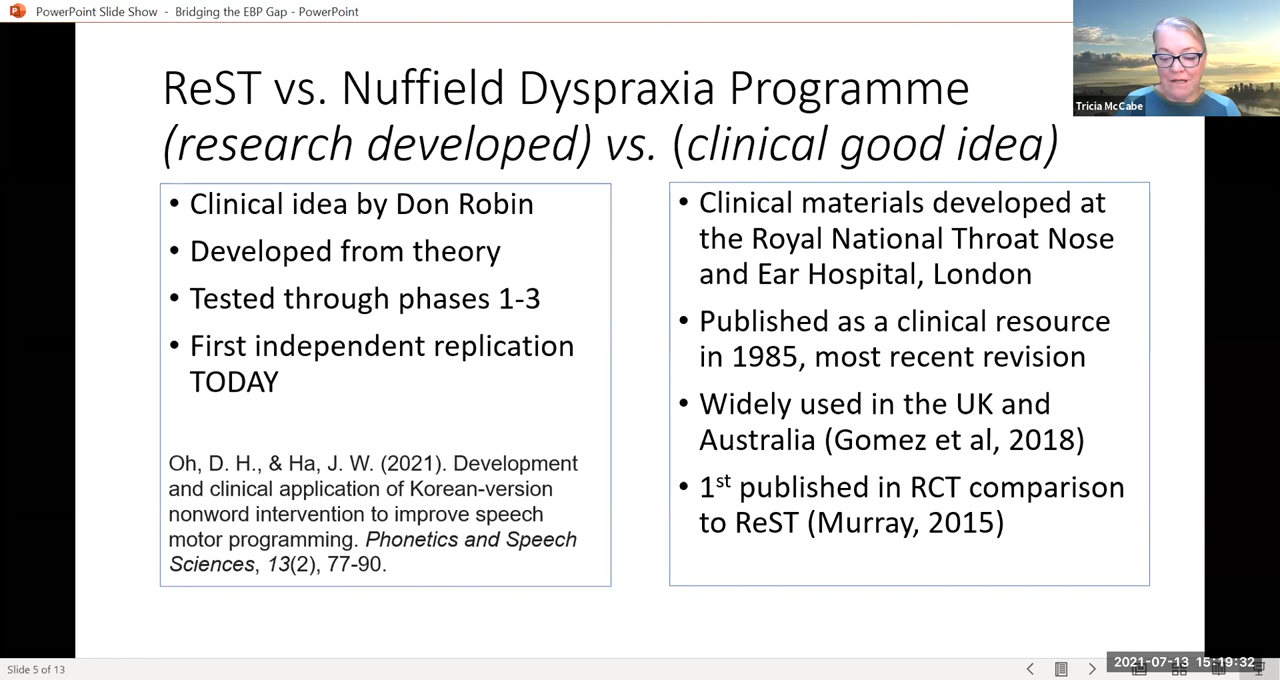 PowerPoint Slide Show - Bridging the EBP Gap - PowerPoint
Tricia McCabe
ReST vs. Nuffield Dyspraxia Programme
(research developed) vs. (clinical good idea)
• Clinical idea by Don Robin
• Developed from theory
• Tested through phases 1-3
• First independent replication
TODAY
Oh, D. H., & Ha, J. W. (2021). Development
and clinical application of Korean-version
nonword intervention to improve speech
motor programming. Phonetics and Speech
Sciences, 13(2), 77-90.
• Clinical materials developed at
the Royal National Throat Nose
and Ear Hospital, London
• Published as a clinical resource
in 1985, most recent revision
• Widely used in the UK and
Australia (Gomez et al, 2018)
• 1st published in RCT comparison
to ReST (Murray, 2015)
Slide 5 of 13
2021-07-13 15:19:32